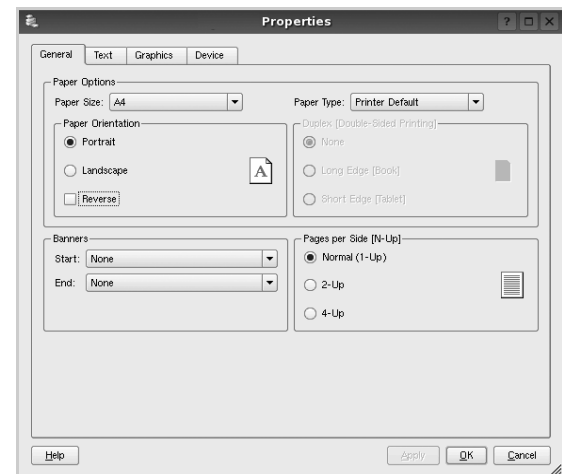 Properties
General Text Graphics Device
Paper Options
Paper Size: A4
Paper Type: Printer Default
Paper Orientation
Portrait
Landscape
A
Reverse
Duplex [Double-Sided Printing]
None
Long Edge [Book]
Short Edge [Tablet]
Banners
Start: None
End: None
Pages per Side [N-Up]
Normal (1-Up)
2-Up
4-Up
Help Apply OK Cancel